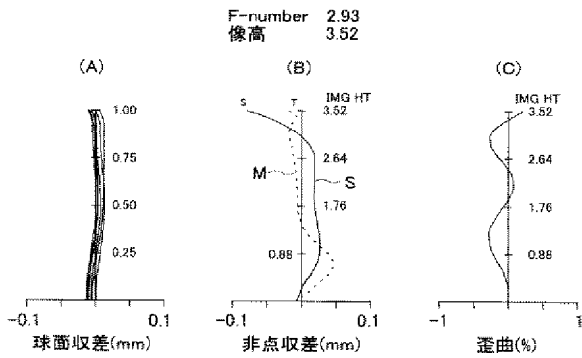 F-number 2.93
像高 3.52
(A) (B) (C)
S T IMG HT IMG HT
1.00 3.52 3.52
0.75 2.64 2.64
M S
0.50 1.76 1.76
0.25 0.88 0.88
-0.1 0.1 -0.1 0.1 -1 1
球面収差(mm) 非点収差(mm) 歪曲(%)